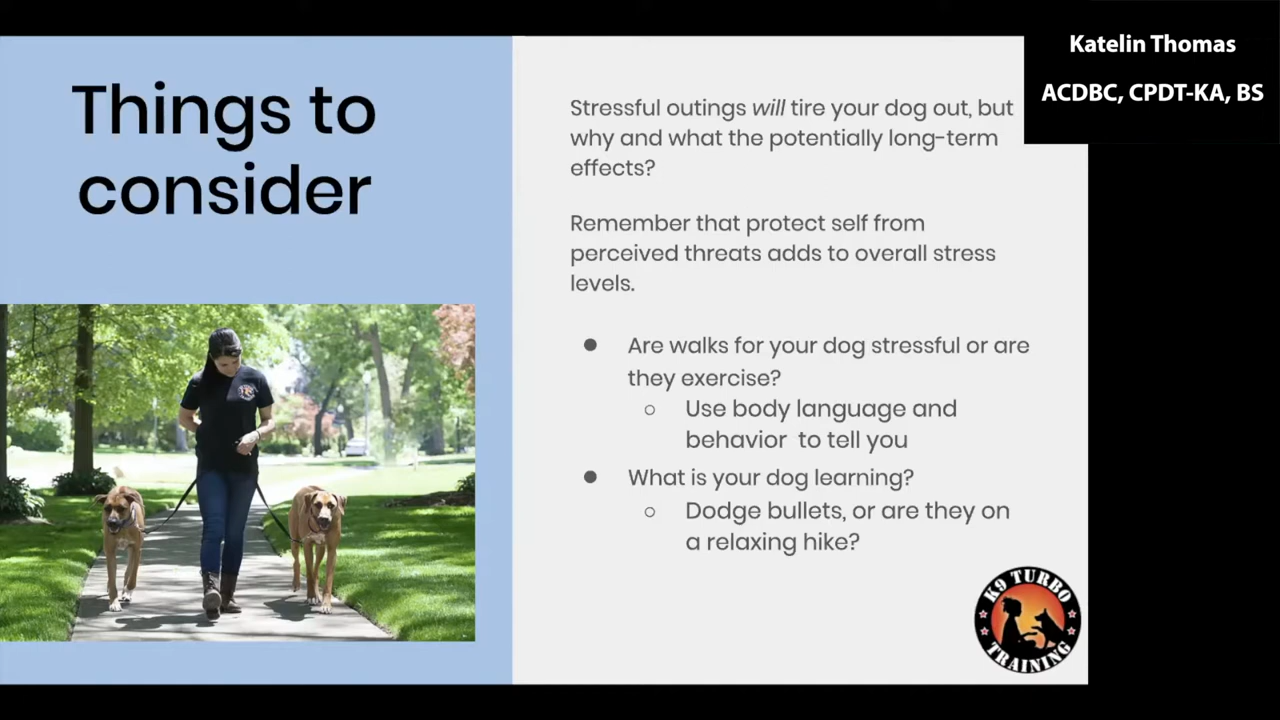 Things to
consider
Stressful outings will tire your dog out, but
why and what the potentially long-term
effects?
Remember that protect self from
perceived threats adds to overall stress
levels.
● Are walks for your dog stressful or are
they exercise?
○ Use body language and
behavior to tell you
● What is your dog learning?
○ Dodge bullets, or are they on
a relaxing hike?
Katelin Thomas
ACDBC, CPDT-KA, BS
K9 TURBO
TRAINING